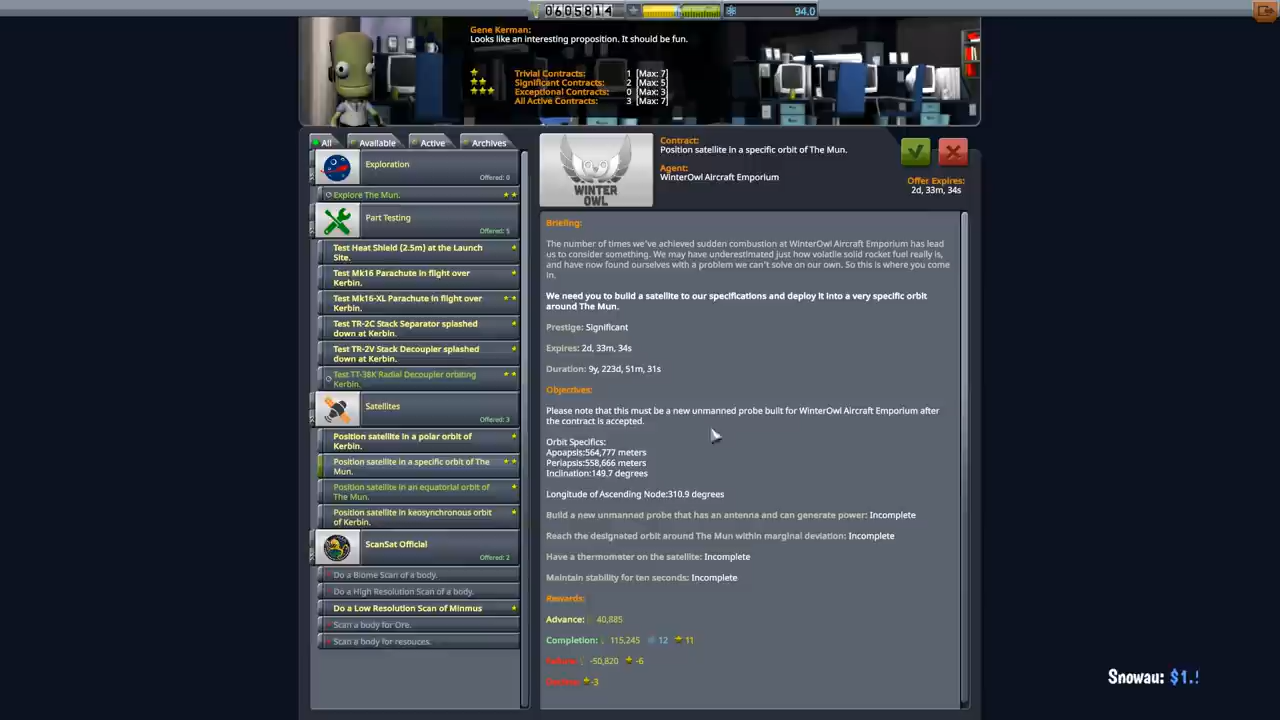 0605814
94.0
Gene Kerman:
Looks like an interesting proposition. It should be fun.
Trivial Contracts: 1 [Max: 7]
Significant Contracts: 2 [Max: 5]
Exceptional Contracts: 0 [Max: 3]
All Active Contracts: 3 [Max: 7]
All
Available
Active
Archives
Exploration
Offered: 0
Explore The Mun.
Part Testing
Offered: 5
Test Heat Shield (2.5m) at the Launch
Site.
Test Mk16 Parachute in flight over
Kerbin.
Test Mk16-XL Parachute in flight over
Kerbin.
Test TR-2C Stack Separator splashed
down at Kerbin.
Test TR-2V Stack Decoupler splashed
down at Kerbin.
Test TT-38K Radial Decoupler orbiting
Kerbin.
Satellites
Offered: 3
Position satellite in a polar orbit of
Kerbin.
Position satellite in a specific orbit of The
Mun.
Position satellite in an equatorial orbit of
The Mun.
Position satellite in keosynchronous orbit
of Kerbin.
ScanSat Official
Offered: 2
Do a Biome Scan of a body.
Do a High Resolution Scan of a body.
Do a Low Resolution Scan of Minmus
Scan a body for Ore.
Scan a body for resouces.
WINTER
OWL
Contract:
Position satellite in a specific orbit of The Mun.
Agent:
WinterOwl Aircraft Emporium
Offer Expires:
2d, 33m, 34s
Briefing:
The number of times we've achieved sudden combustion at WinterOwl Aircraft Emporium has lead
us to consider something. We may have underestimated just how volatile solid rocket fuel really is,
and have now found ourselves with a problem we can't solve on our own. So this is where you come
in.
We need you to build a satellite to our specifications and deploy it into a very specific orbit
around The Mun.
Prestige: Significant
Expires: 2d, 33m, 34s
Duration: 9y, 223d, 51m, 31s
Objectives:
Please note that this must be a new unmanned probe built for WinterOwl Aircraft Emporium after
the contract is accepted.
Orbit Specifics:
Apoapsis:564,777 meters
Periapsis:558,666 meters
Inclination:149.7 degrees
Longitude of Ascending Node:310.9 degrees
Build a new unmanned probe that has an antenna and can generate power: Incomplete
Reach the designated orbit around The Mun within marginal deviation: Incomplete
Have a thermometer on the satellite: Incomplete
Maintain stability for ten seconds: Incomplete
Rewards:
Advance: 40,885
Completion: 115,245 12 11
Failure: -50,820 -6
Decline: -3
Snowau: $1.!